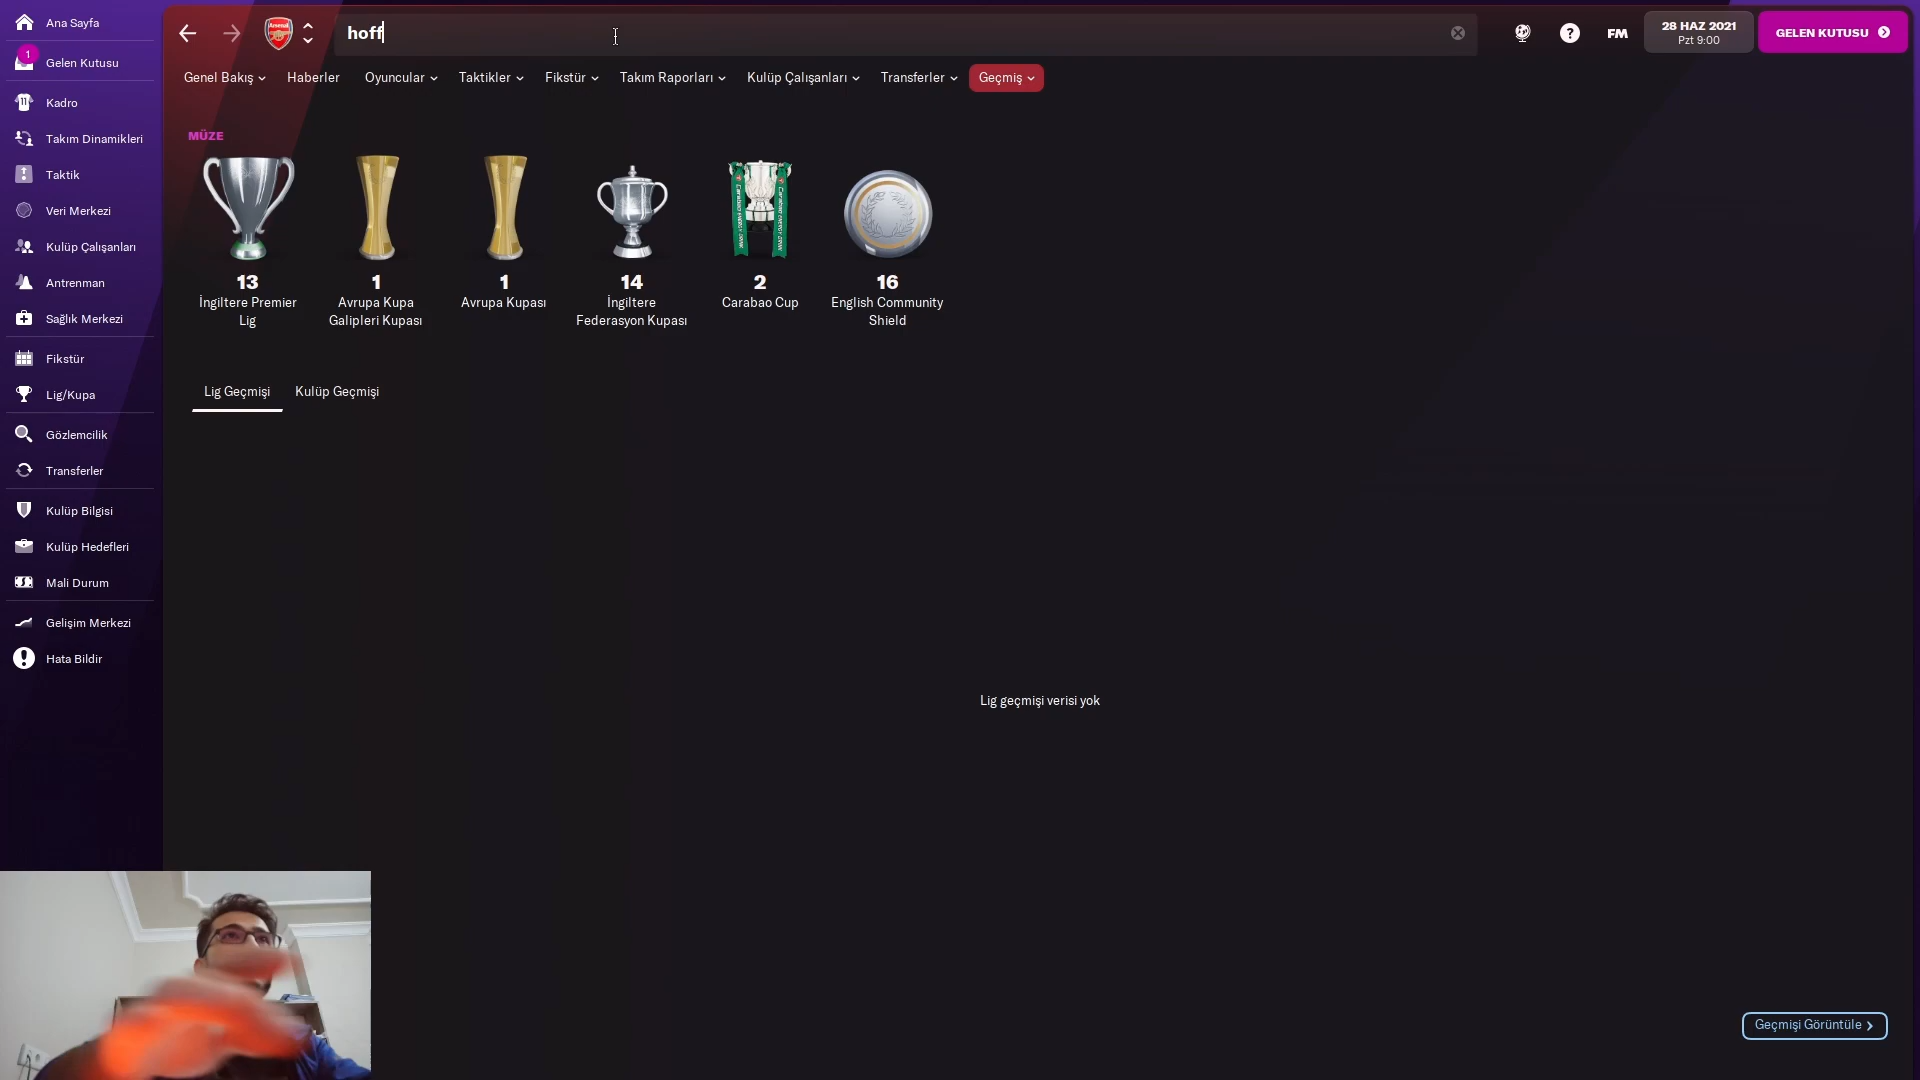 Ana Sayfa
1
Gelen Kutusu
Kadro
Takım Dinamikleri
Taktik
Veri Merkezi
Kulüp Çalışanları
Antrenman
Sağlık Merkezi
Fikstür
Lig/Kupa
Gözlemcilik
Transferler
Kulüp Bilgisi
Kulüp Hedefleri
Mali Durum
Gelişim Merkezi
Hata Bildir
Arsenal
hoff
FM
28 HAZ 2021
Pzt 9:00
GELEN KUTUSU
Genel Bakış
Haberler
Oyuncular
Taktikler
Fikstür
Takım Raporları
Kulüp Çalışanları
Transferler
Geçmiş
MÜZE
13
İngiltere Premier
Lig
1
Avrupa Kupa
Galipleri Kupası
1
Avrupa Kupası
14
İngiltere
Federasyon Kupası
2
Carabao Cup
16
English Community
Shield
Lig Geçmişi
Kulüp Geçmişi
Lig geçmişi verisi yok
Geçmişi Görüntüle